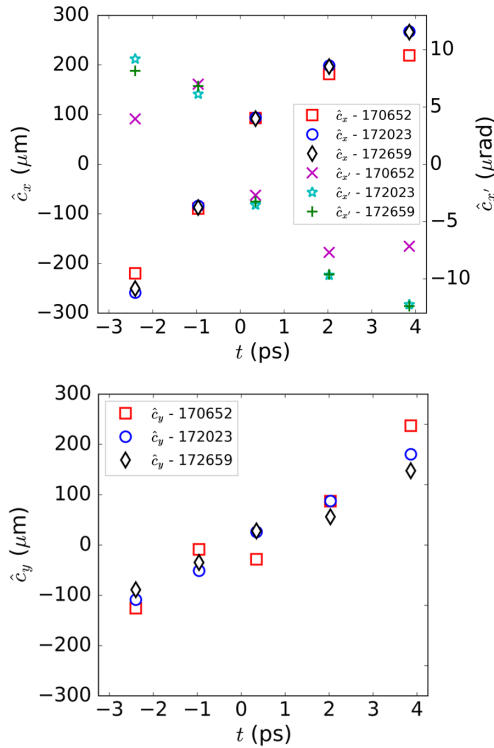 300
200
100
0
−100
−200
−300
ĉx (μm)
10
5
0
−5
−10
ĉx′ (μrad)
ĉx - 170652
ĉx - 172023
ĉx - 172659
ĉx′ - 170652
ĉx′ - 172023
ĉx′ - 172659
−3 −2 −1 0 1 2 3 4
t (ps)
300
200
100
0
−100
−200
−300
ĉy (μm)
ĉy - 170652
ĉy - 172023
ĉy - 172659
−3 −2 −1 0 1 2 3 4
t (ps)